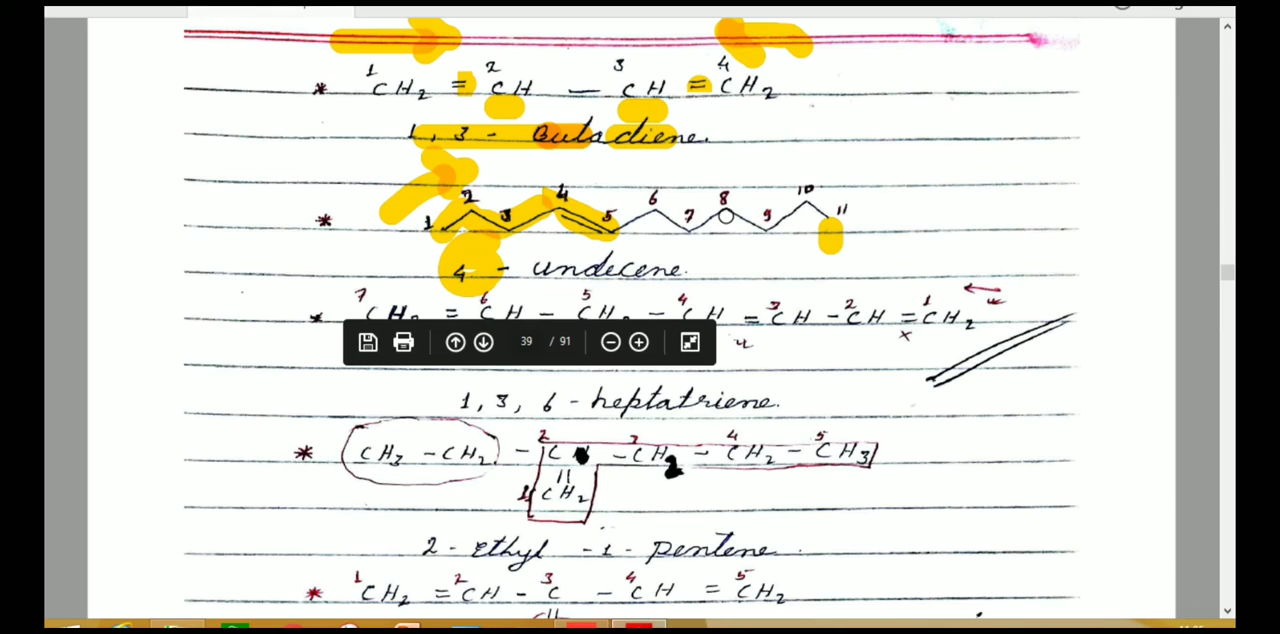 1 2 3 4
* CH2 = CH — CH = CH2
1, 3 - Butadiene.
* 1 2 3 4 5 6 7 8 9 10 11
4 - undecene.
7 6 5 4 3 2 1
* CH2 = CH - CH2 - CH = CH - CH = CH2
x
39 / 91
1, 3, 6 - heptatriene.
2 3 4 5
* CH3 - CH2 - C - CH2 - CH2 - CH3
1 CH2
2 - Ethyl - 1 - pentene.
1 2 3 4 5
* CH2 = CH - C - CH = CH2